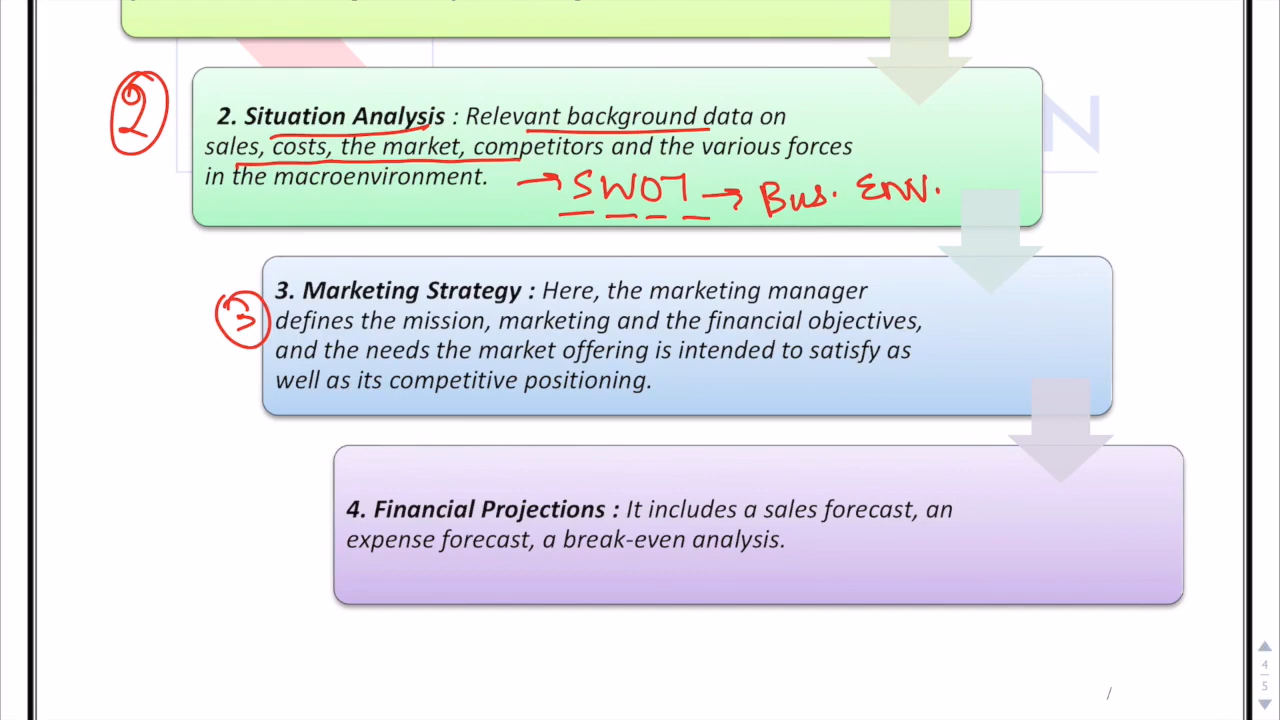 2
2. Situation Analysis : Relevant background data on
sales, costs, the market, competitors and the various forces
in the macroenvironment.
→ SWOT → Bus. Env.
3
3. Marketing Strategy : Here, the marketing manager
defines the mission, marketing and the financial objectives,
and the needs the market offering is intended to satisfy as
well as its competitive positioning.
4. Financial Projections : It includes a sales forecast, an
expense forecast, a break-even analysis.
/
4
5